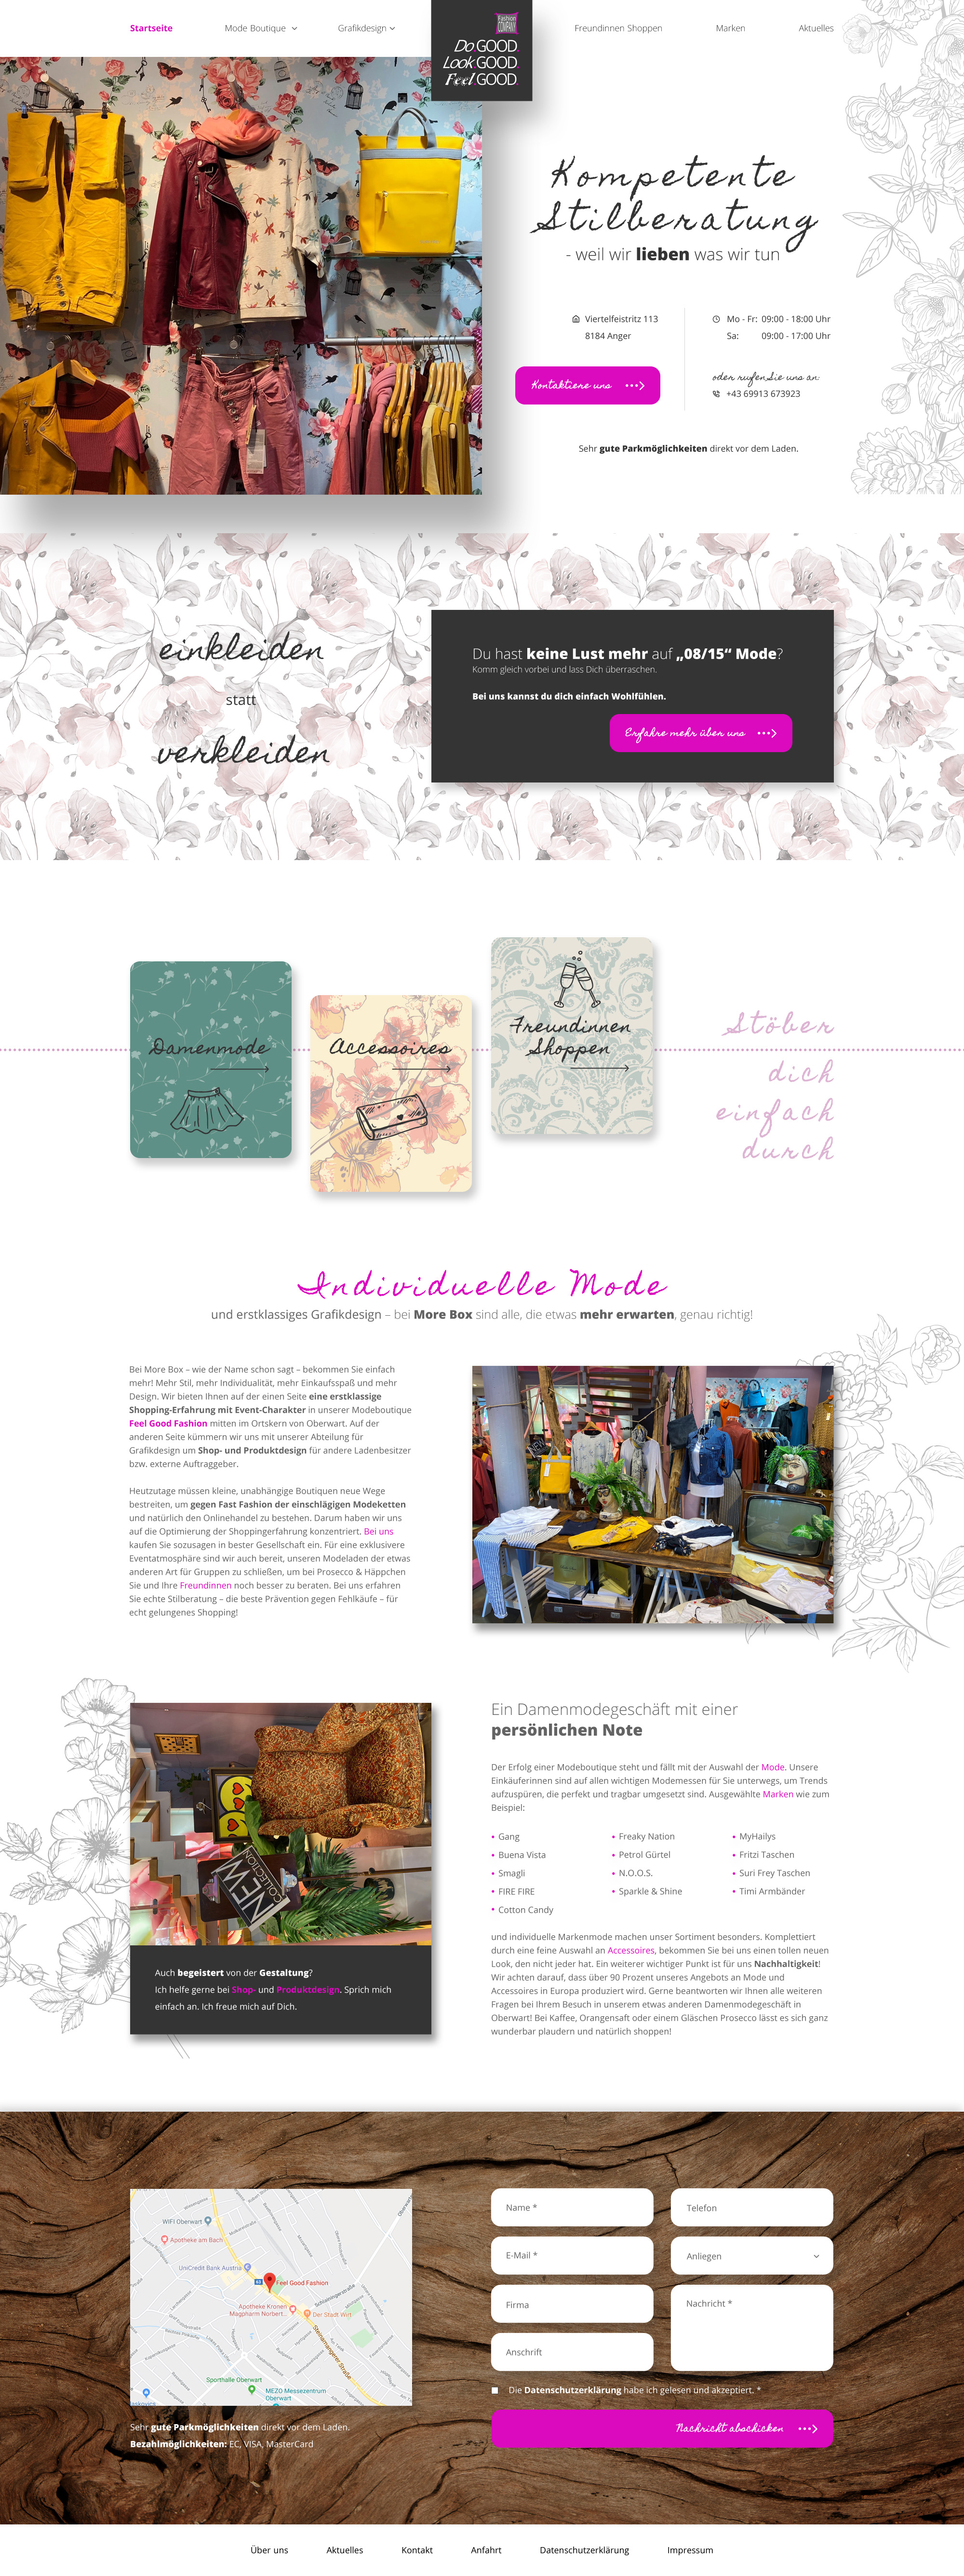 Startseite
Mode Boutique
Grafikdesign
Fashion
COMPANY
Do GOOD.
Look GOOD.
Feel GOOD.
Freundinnen Shoppen
Marken
Aktuelles
Kompetente
Stilberatung
- weil wir lieben was wir tun
Viertelfeistritz 113
8184 Anger
Mo - Fr: 09:00 - 18:00 Uhr
Sa: 09:00 - 17:00 Uhr
Kontaktiere uns
oder rufen Sie uns an:
+43 69913 673923
Sehr gute Parkmöglichkeiten direkt vor dem Laden.
einkleiden
statt
verkleiden
Du hast keine Lust mehr auf „08/15“ Mode?
Komm gleich vorbei und lass Dich überraschen.
Bei uns kannst du dich einfach Wohlfühlen.
Erfahre mehr über uns
Damenmode
Accessoires
Freundinnen
Shoppen
Stöber
dich
einfach
durch
Individuelle Mode
und erstklassiges Grafikdesign – bei More Box sind alle, die etwas mehr erwarten, genau richtig!
Bei More Box – wie der Name schon sagt – bekommen Sie einfach
mehr! Mehr Stil, mehr Individualität, mehr Einkaufsspaß und mehr
Design. Wir bieten Ihnen auf der einen Seite eine erstklassige
Shopping-Erfahrung mit Event-Charakter in unserer Modeboutique
Feel Good Fashion mitten im Ortskern von Oberwart. Auf der
anderen Seite kümmern wir uns mit unserer Abteilung für
Grafikdesign um Shop- und Produktdesign für andere Ladenbesitzer
bzw. externe Auftraggeber.
Heutzutage müssen kleine, unabhängige Boutiquen neue Wege
bestreiten, um gegen Fast Fashion der einschlägigen Modeketten
und natürlich den Onlinehandel zu bestehen. Darum haben wir uns
auf die Optimierung der Shoppingerfahrung konzentriert. Bei uns
kaufen Sie sozusagen in bester Gesellschaft ein. Für eine exklusivere
Eventatmosphäre sind wir auch bereit, unseren Modeladen der etwas
anderen Art für Gruppen zu schließen, um bei Prosecco & Häppchen
Sie und Ihre Freundinnen noch besser zu beraten. Bei uns erfahren
Sie echte Stilberatung – die beste Prävention gegen Fehlkäufe – für
echt gelungenes Shopping!
NEW
COLLECTION
Auch begeistert von der Gestaltung?
Ich helfe gerne bei Shop- und Produktdesign. Sprich mich
einfach an. Ich freue mich auf Dich.
Ein Damenmodegeschäft mit einer
persönlichen Note
Der Erfolg einer Modeboutique steht und fällt mit der Auswahl der Mode. Unsere
Einkäuferinnen sind auf allen wichtigen Modemessen für Sie unterwegs, um Trends
aufzuspüren, die perfekt und tragbar umgesetzt sind. Ausgewählte Marken wie zum
Beispiel:
• Gang
• Buena Vista
• Smagli
• FIRE FIRE
• Cotton Candy
• Freaky Nation
• Petrol Gürtel
• N.O.O.S.
• Sparkle & Shine
• MyHailys
• Fritzi Taschen
• Suri Frey Taschen
• Timi Armbänder
und individuelle Markenmode machen unser Sortiment besonders. Komplettiert
durch eine feine Auswahl an Accessoires, bekommen Sie bei uns einen tollen neuen
Look, den nicht jeder hat. Ein weiterer wichtiger Punkt ist für uns Nachhaltigkeit!
Wir achten darauf, dass über 90 Prozent unseres Angebots an Mode und
Accessoires in Europa produziert wird. Gerne beantworten wir Ihnen alle weiteren
Fragen bei Ihrem Besuch in unserem etwas anderen Damenmodegeschäft in
Oberwart! Bei Kaffee, Orangensaft oder einem Gläschen Prosecco lässt es sich ganz
wunderbar plaudern und natürlich shoppen!
WIFI Oberwart
Apotheke am Bach
UniCredit Bank Austria
Feel Good Fashion
Apotheke Kronen
Magpharm Norbert...
Der Stadt Wirt
Steinamangerer Straße
Sporthalle Oberwart
MEZO Messezentrum
Oberwart
Sehr gute Parkmöglichkeiten direkt vor dem Laden.
Bezahlmöglichkeiten: EC, VISA, MasterCard
Name *
Telefon
E-Mail *
Anliegen
Firma
Nachricht *
Anschrift
Die Datenschutzerklärung habe ich gelesen und akzeptiert. *
Nachricht abschicken
Über uns
Aktuelles
Kontakt
Anfahrt
Datenschutzerklärung
Impressum